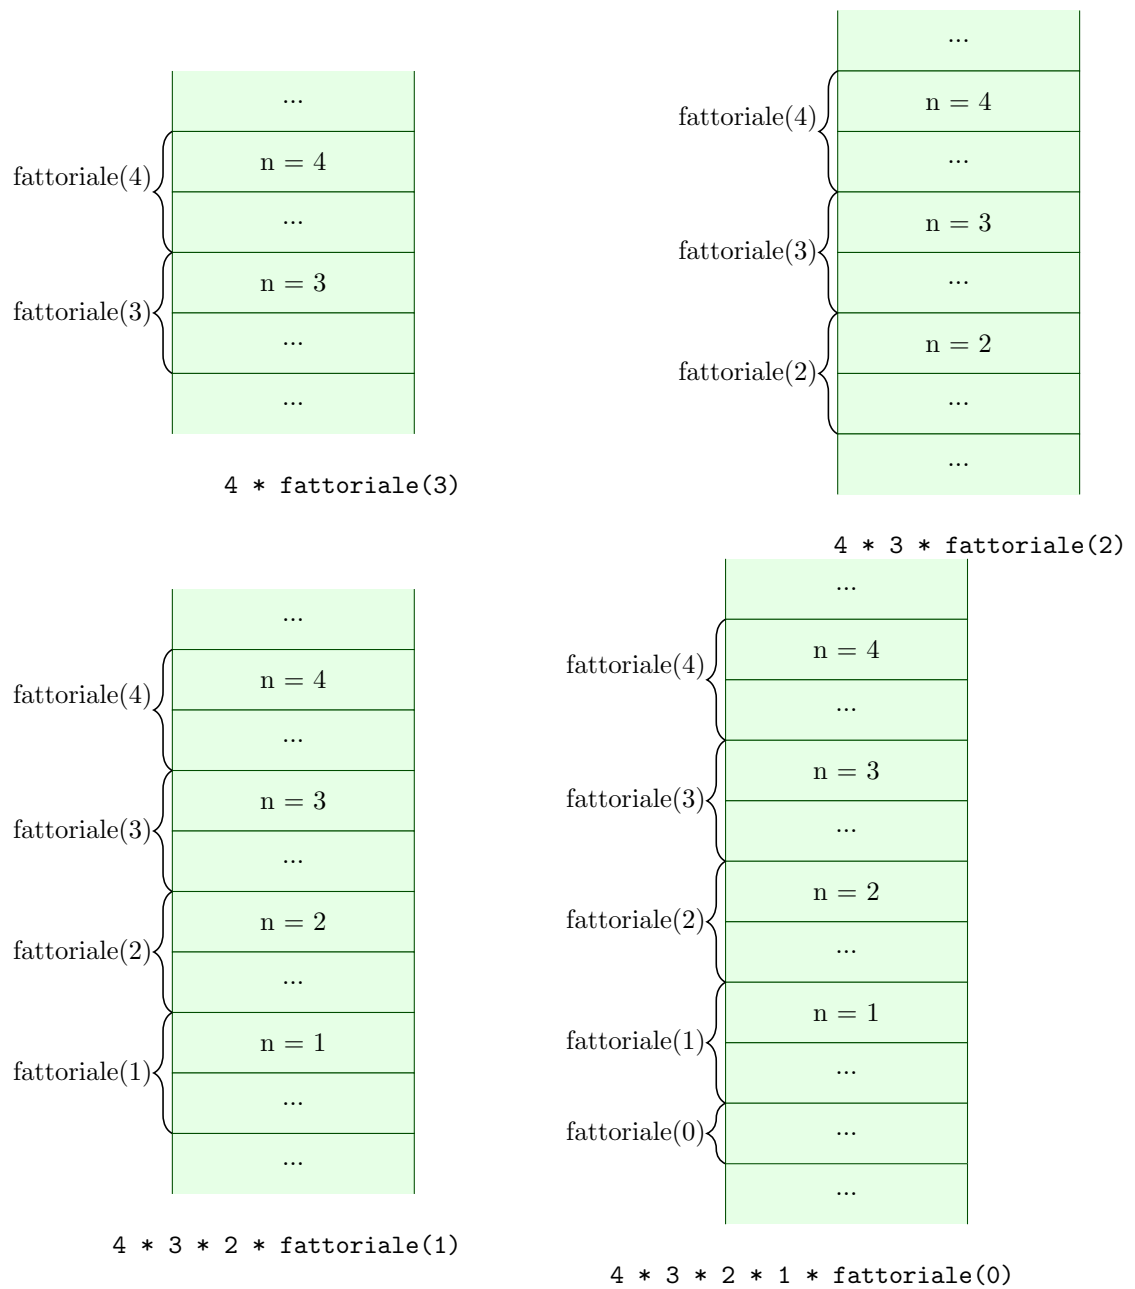 ...
fattoriale(4)
n = 4
...
fattoriale(3)
n = 3
...
...
4 * fattoriale(3)
...
fattoriale(4)
n = 4
...
fattoriale(3)
n = 3
...
fattoriale(2)
n = 2
...
...
4 * 3 * fattoriale(2)
...
fattoriale(4)
n = 4
...
fattoriale(3)
n = 3
...
fattoriale(2)
n = 2
...
fattoriale(1)
n = 1
...
...
4 * 3 * 2 * fattoriale(1)
...
fattoriale(4)
n = 4
...
fattoriale(3)
n = 3
...
fattoriale(2)
n = 2
...
fattoriale(1)
n = 1
...
fattoriale(0)
...
...
4 * 3 * 2 * 1 * fattoriale(0)